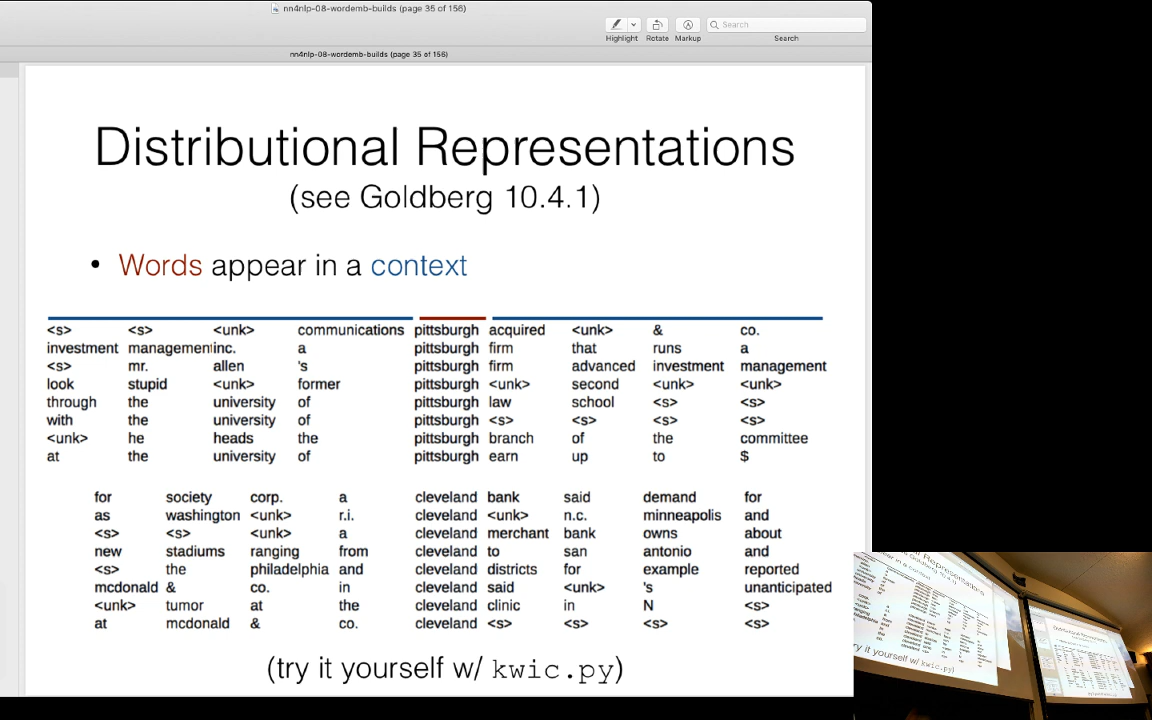 nn4nlp-08-wordemb-builds (page 35 of 156)
Highlight Rotate Markup Search
Search
nn4nlp-08-wordemb-builds (page 35 of 156)
Distributional Representations
(see Goldberg 10.4.1)
• Words appear in a context
<s> <s> <unk> communications pittsburgh acquired <unk> & co.
investment management inc. a pittsburgh firm that runs a
<s> mr. allen 's pittsburgh firm advanced investment management
look stupid <unk> former pittsburgh <unk> second <unk> <unk>
through the university of pittsburgh law school <s> <s>
with the university of pittsburgh <s> <s> <s> <s>
<unk> he heads the pittsburgh branch of the committee
at the university of pittsburgh earn up to $
for society corp. a cleveland bank said demand for
as washington <unk> r.i. cleveland <unk> n.c. minneapolis and
<s> <s> <unk> a cleveland merchant bank owns about
new stadiums ranging from cleveland to san antonio and
<s> the philadelphia and cleveland districts for example reported
mcdonald & co. in cleveland said <unk> 's unanticipated
<unk> tumor at the cleveland clinic in N <s>
at mcdonald & co. cleveland <s> <s> <s> <s>
(try it yourself w/ kwic.py)